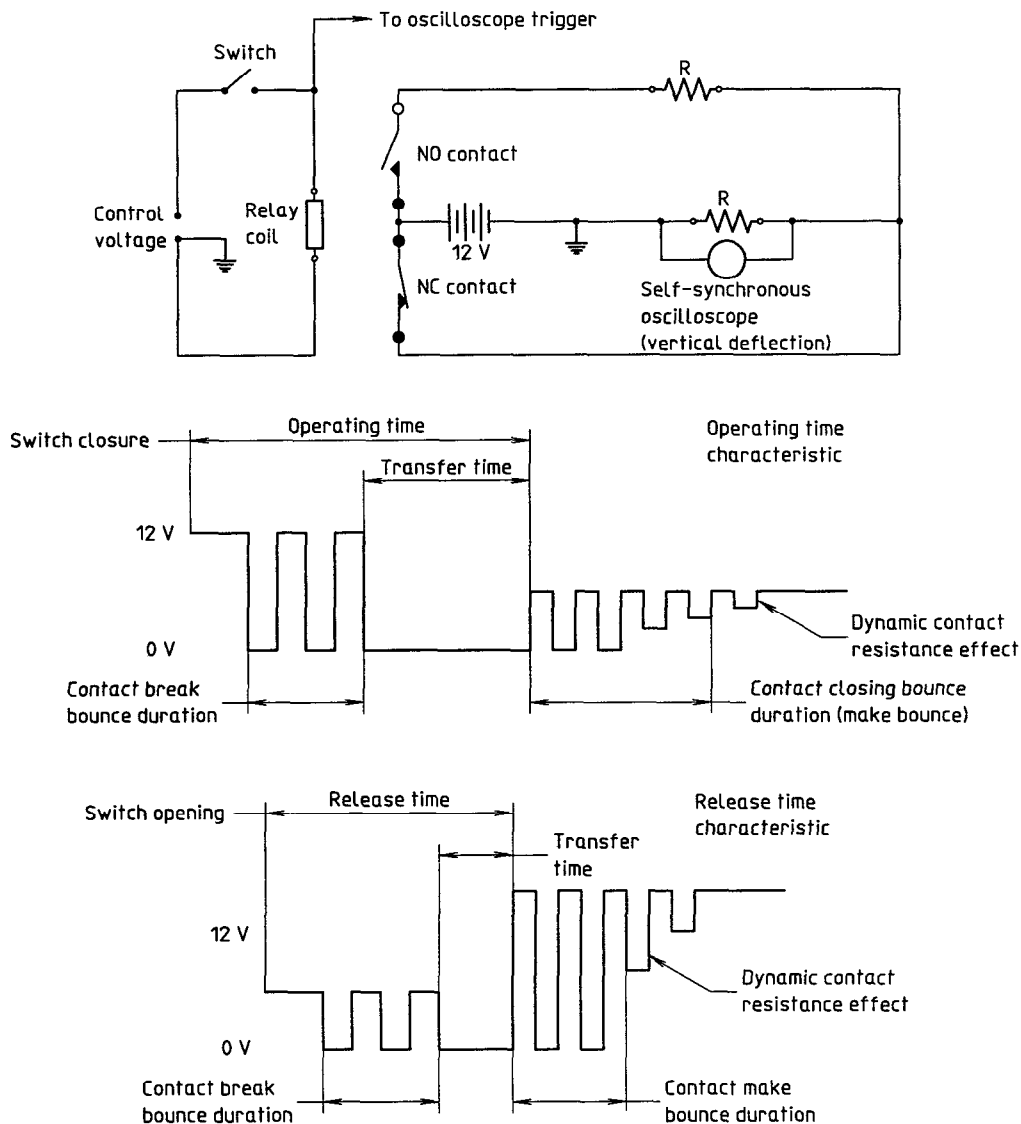 To oscilloscope trigger
Switch
R
NO contact
Control
voltage
Relay
coil
12 V
R
NC contact
Self-synchronous
oscilloscope
(vertical deflection)
Switch closure
Operating time
Operating time
characteristic
Transfer time
12 V
0 V
Dynamic contact
resistance effect
Contact break
bounce duration
Contact closing bounce
duration (make bounce)
Switch opening
Release time
Release time
characteristic
Transfer
time
12 V
Dynamic contact
resistance effect
0 V
Contact break
bounce duration
Contact make
bounce duration